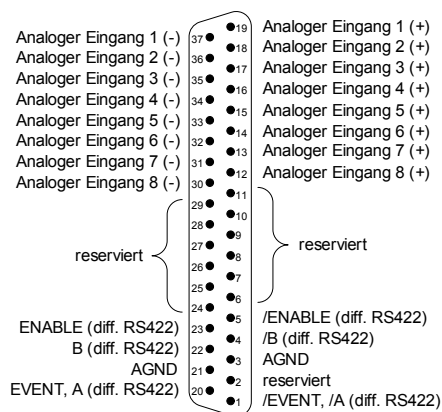 Analoger Eingang 1 (-) 37 19 Analoger Eingang 1 (+)
Analoger Eingang 2 (-) 36 18 Analoger Eingang 2 (+)
Analoger Eingang 3 (-) 35 17 Analoger Eingang 3 (+)
Analoger Eingang 4 (-) 34 16 Analoger Eingang 4 (+)
Analoger Eingang 5 (-) 33 15 Analoger Eingang 5 (+)
Analoger Eingang 6 (-) 32 14 Analoger Eingang 6 (+)
Analoger Eingang 7 (-) 31 13 Analoger Eingang 7 (+)
Analoger Eingang 8 (-) 30 12 Analoger Eingang 8 (+)
29 11
28 10
27 9
reserviert 26 8 reserviert
25 7
24 6
ENABLE (diff. RS422) 23 5 /ENABLE (diff. RS422)
B (diff. RS422) 22 4 /B (diff. RS422)
AGND 21 3 AGND
EVENT, A (diff. RS422) 20 2 reserviert
1 /EVENT, /A (diff. RS422)